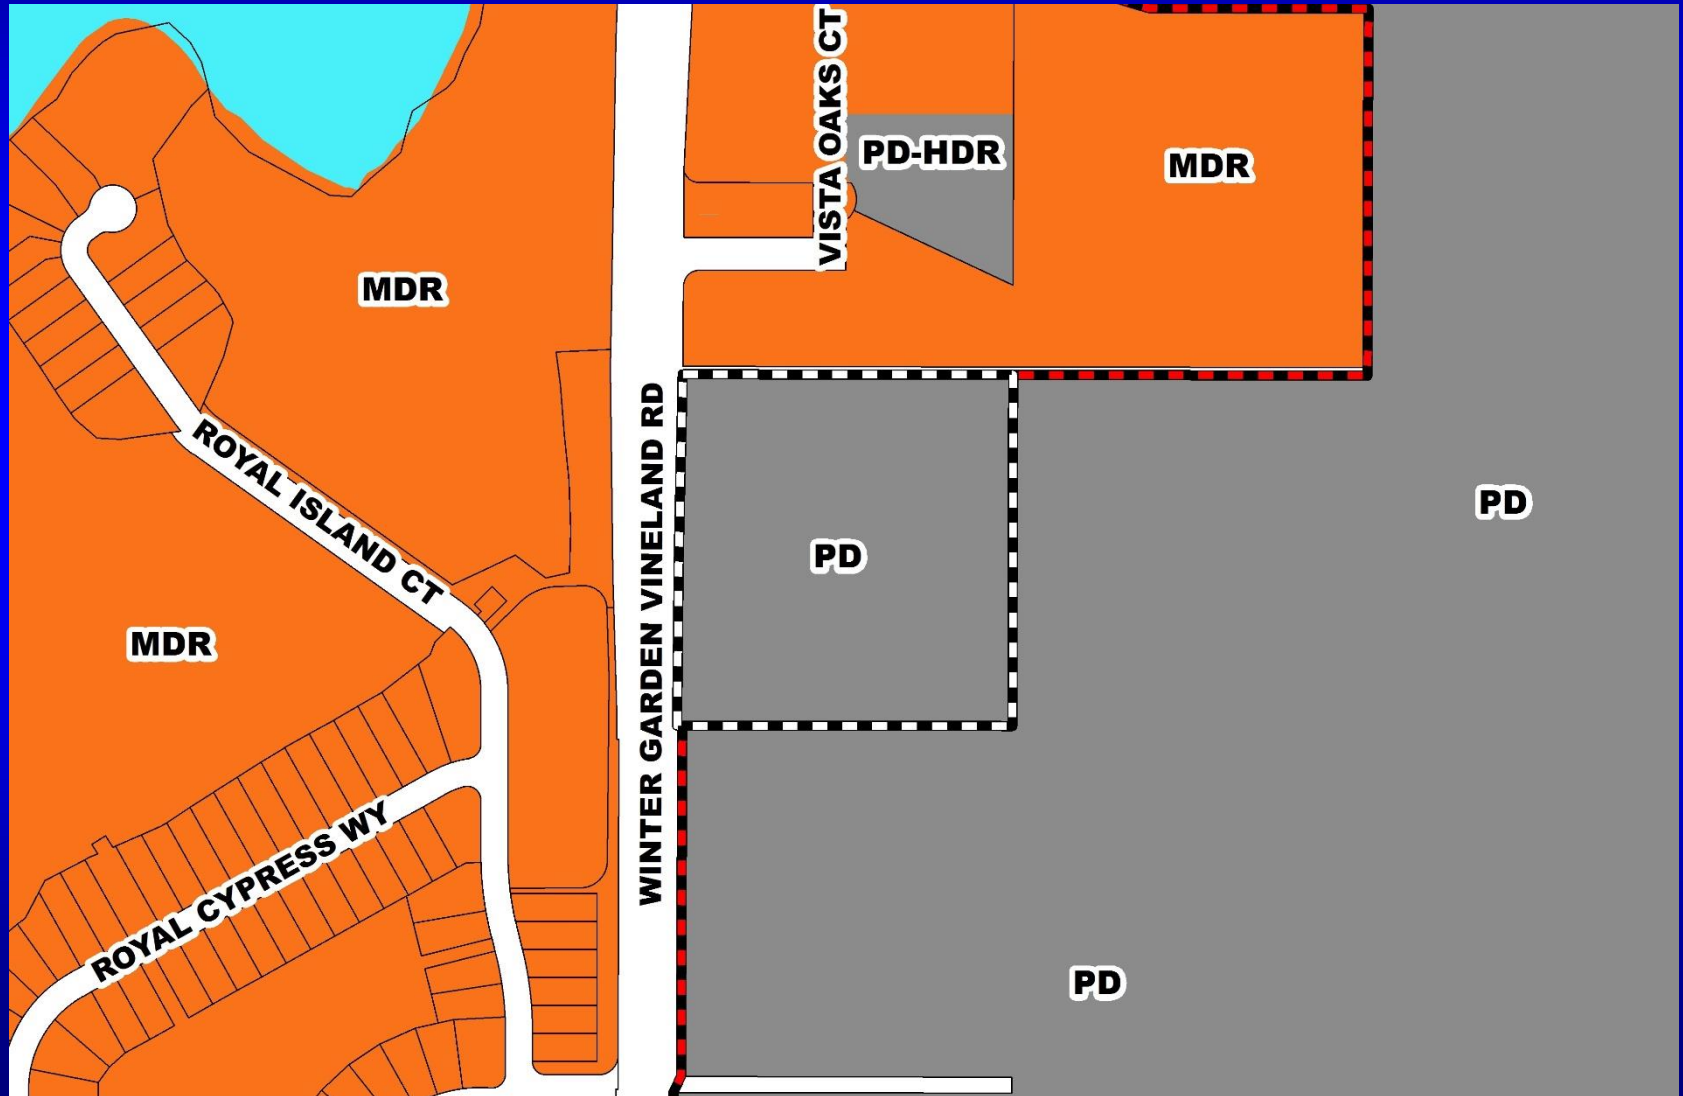 VISTA OAKS CT
PD-HDR
MDR
MDR
WINTER GARDEN VINELAND RD
ROYAL ISLAND CT
PD
PD
MDR
ROYAL CYPRESS WY
PD